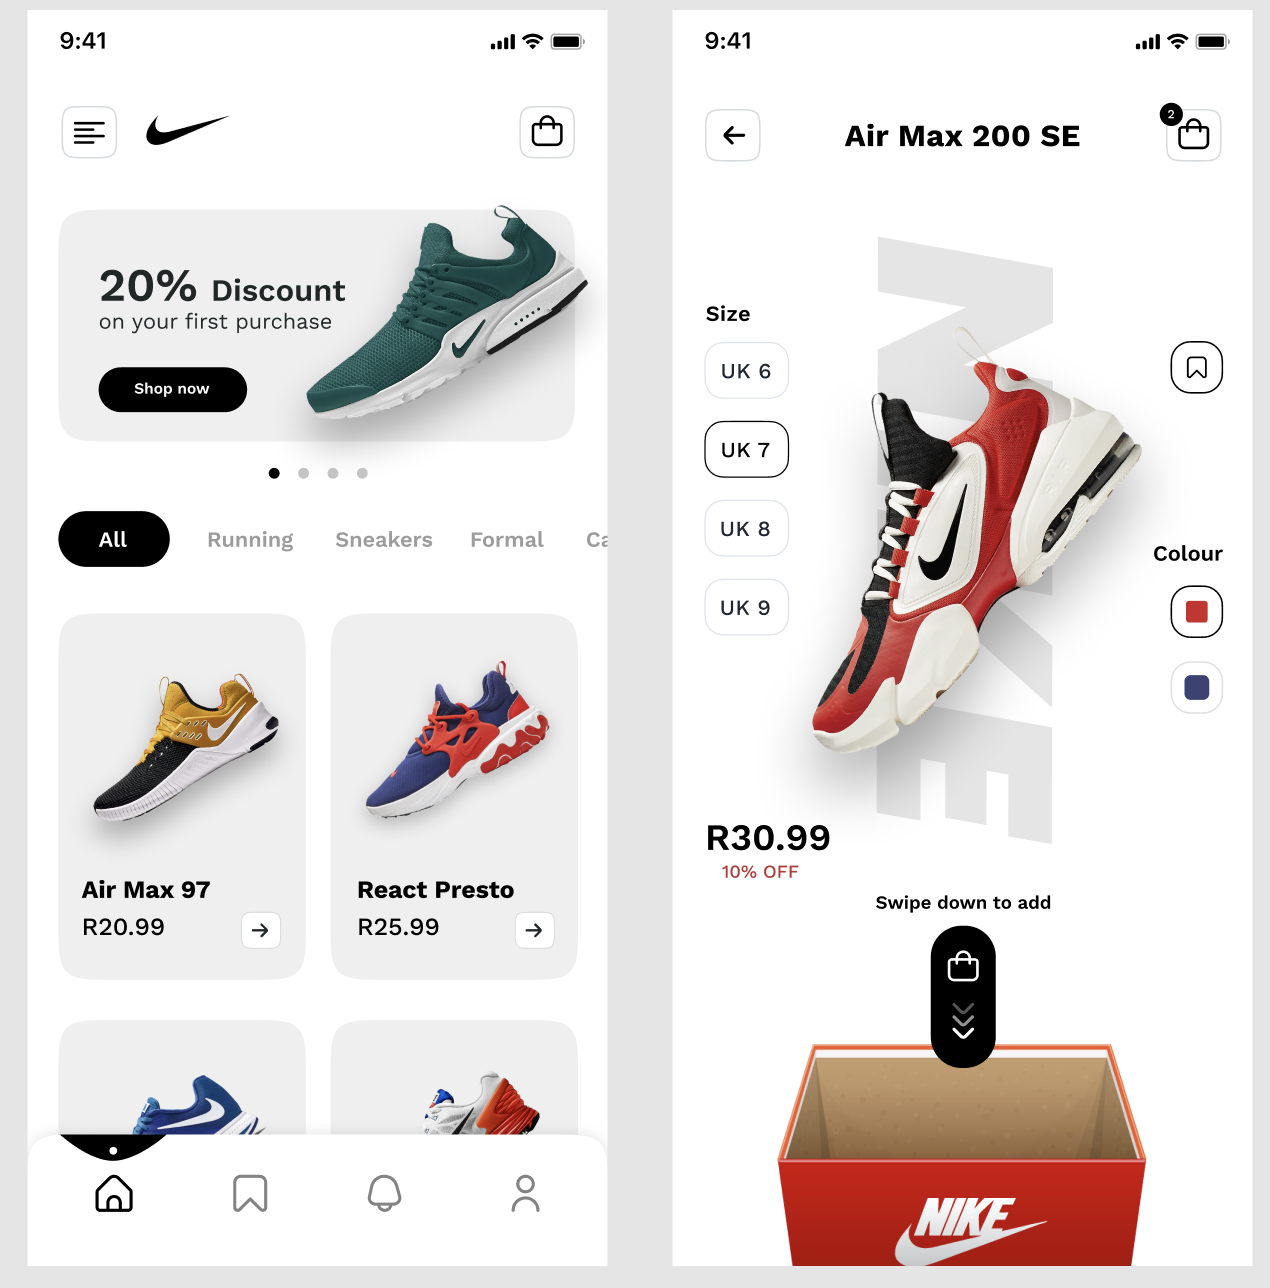 9:41
20% Discount
on your first purchase
Shop now
All Running Sneakers Formal Ca
Air Max 97
R20.99
React Presto
R25.99
9:41
Air Max 200 SE
2
NIKE
Size
UK 6
UK 7
UK 8
UK 9
Colour
R30.99
10% OFF
Swipe down to add
NIKE